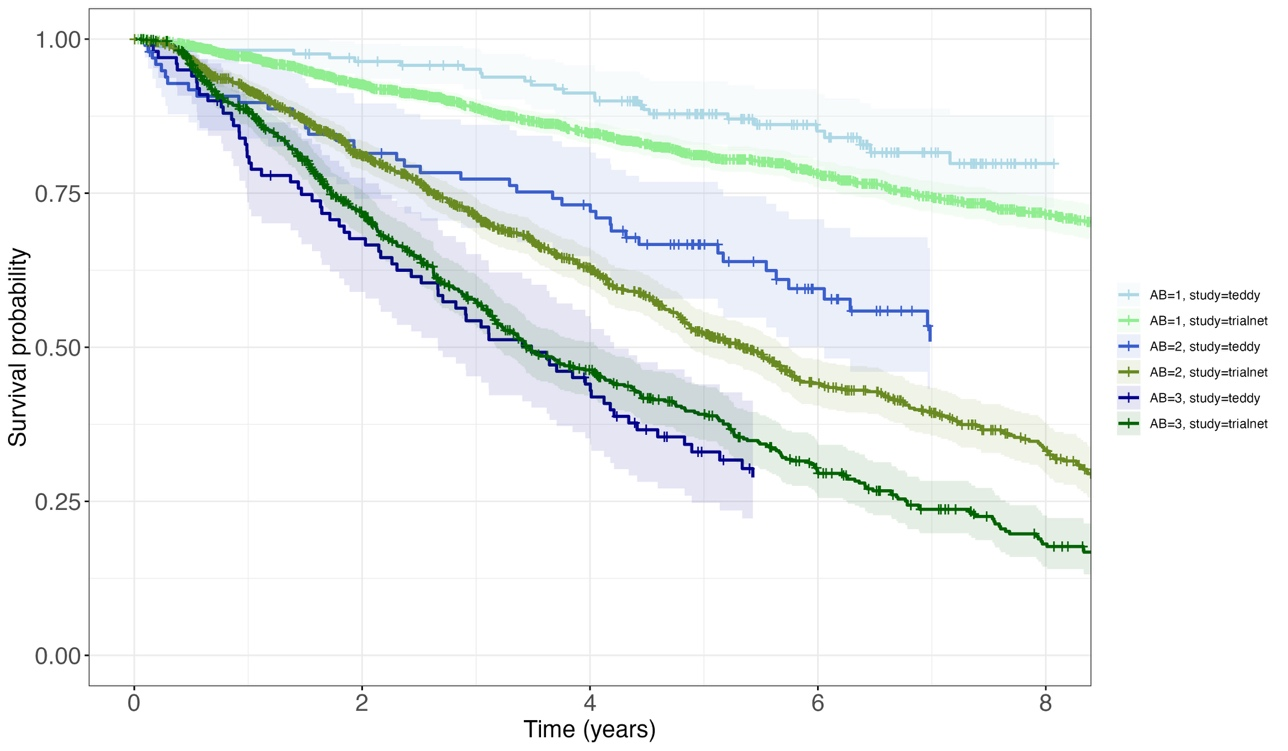 Survival probability
1.00
0.75
0.50
0.25
0.00
0 2 4 6 8
Time (years)
AB=1, study=teddy
AB=1, study=trialnet
AB=2, study=teddy
AB=2, study=trialnet
AB=3, study=teddy
AB=3, study=trialnet